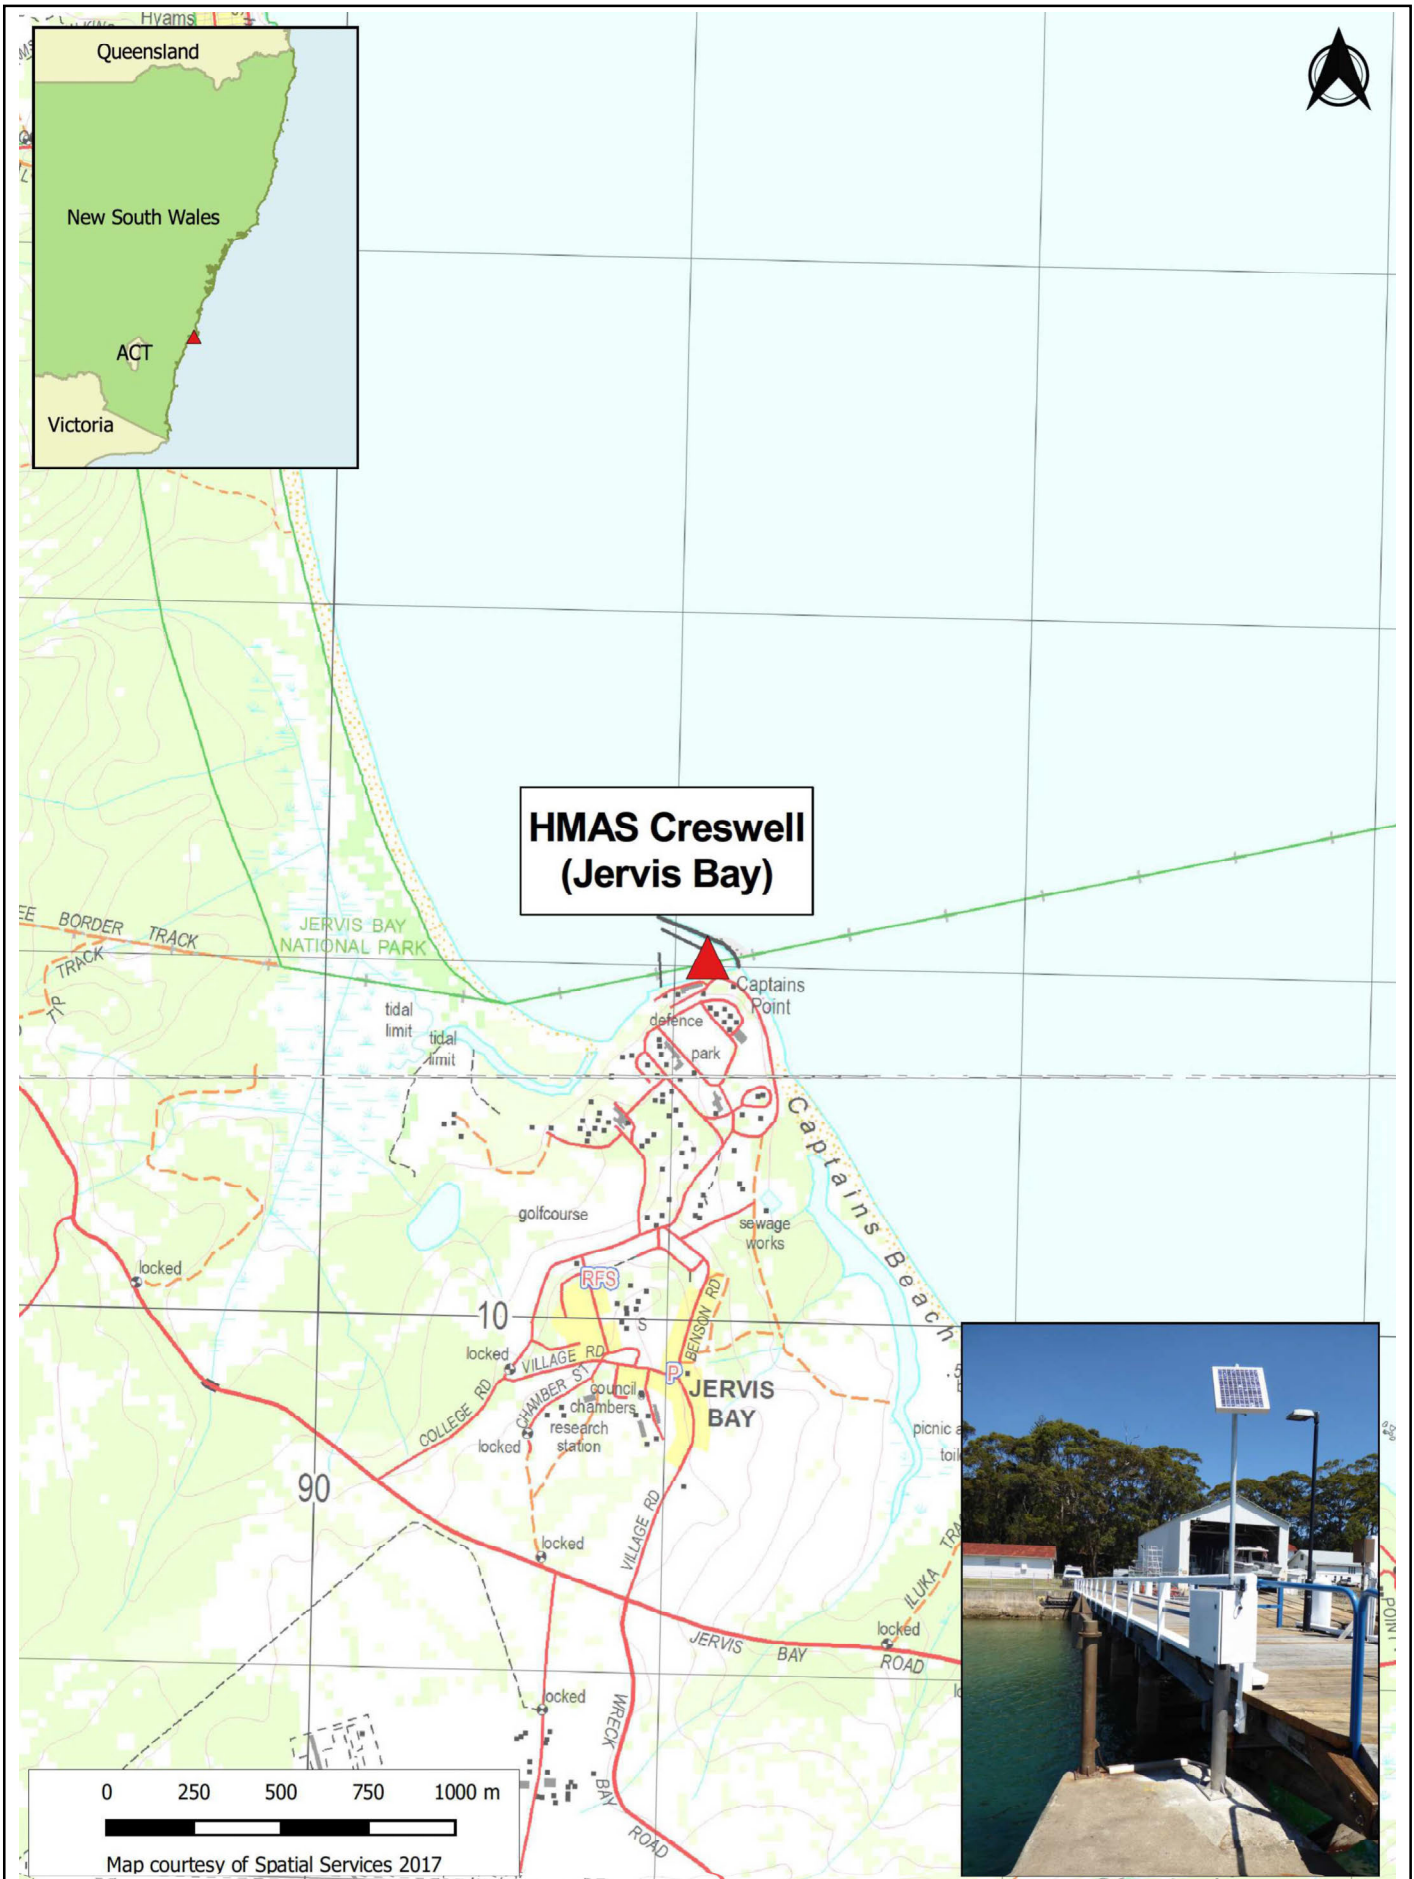 Hyams
Queensland
New South Wales
ACT
Victoria
HMAS Creswell
(Jervis Bay)
BORDER TRACK
TRACK
JERVIS BAY
NATIONAL PARK
Captains
Point
tidal
limit
tidal
limit
defence
park
Captains Beach
golfcourse
sewage
works
locked
RFS
10
S
BENSON RD
locked
VILLAGE RD
P
CHAMBER ST
COLLEGE RD
council
chambers
JERVIS
BAY
research
station
locked
picnic
90
VILLAGE RD
locked
ILUKA
locked
JERVIS BAY ROAD
POINT
ocked
WRECK BAY ROAD
0 250 500 750 1000 m
Map courtesy of Spatial Services 2017